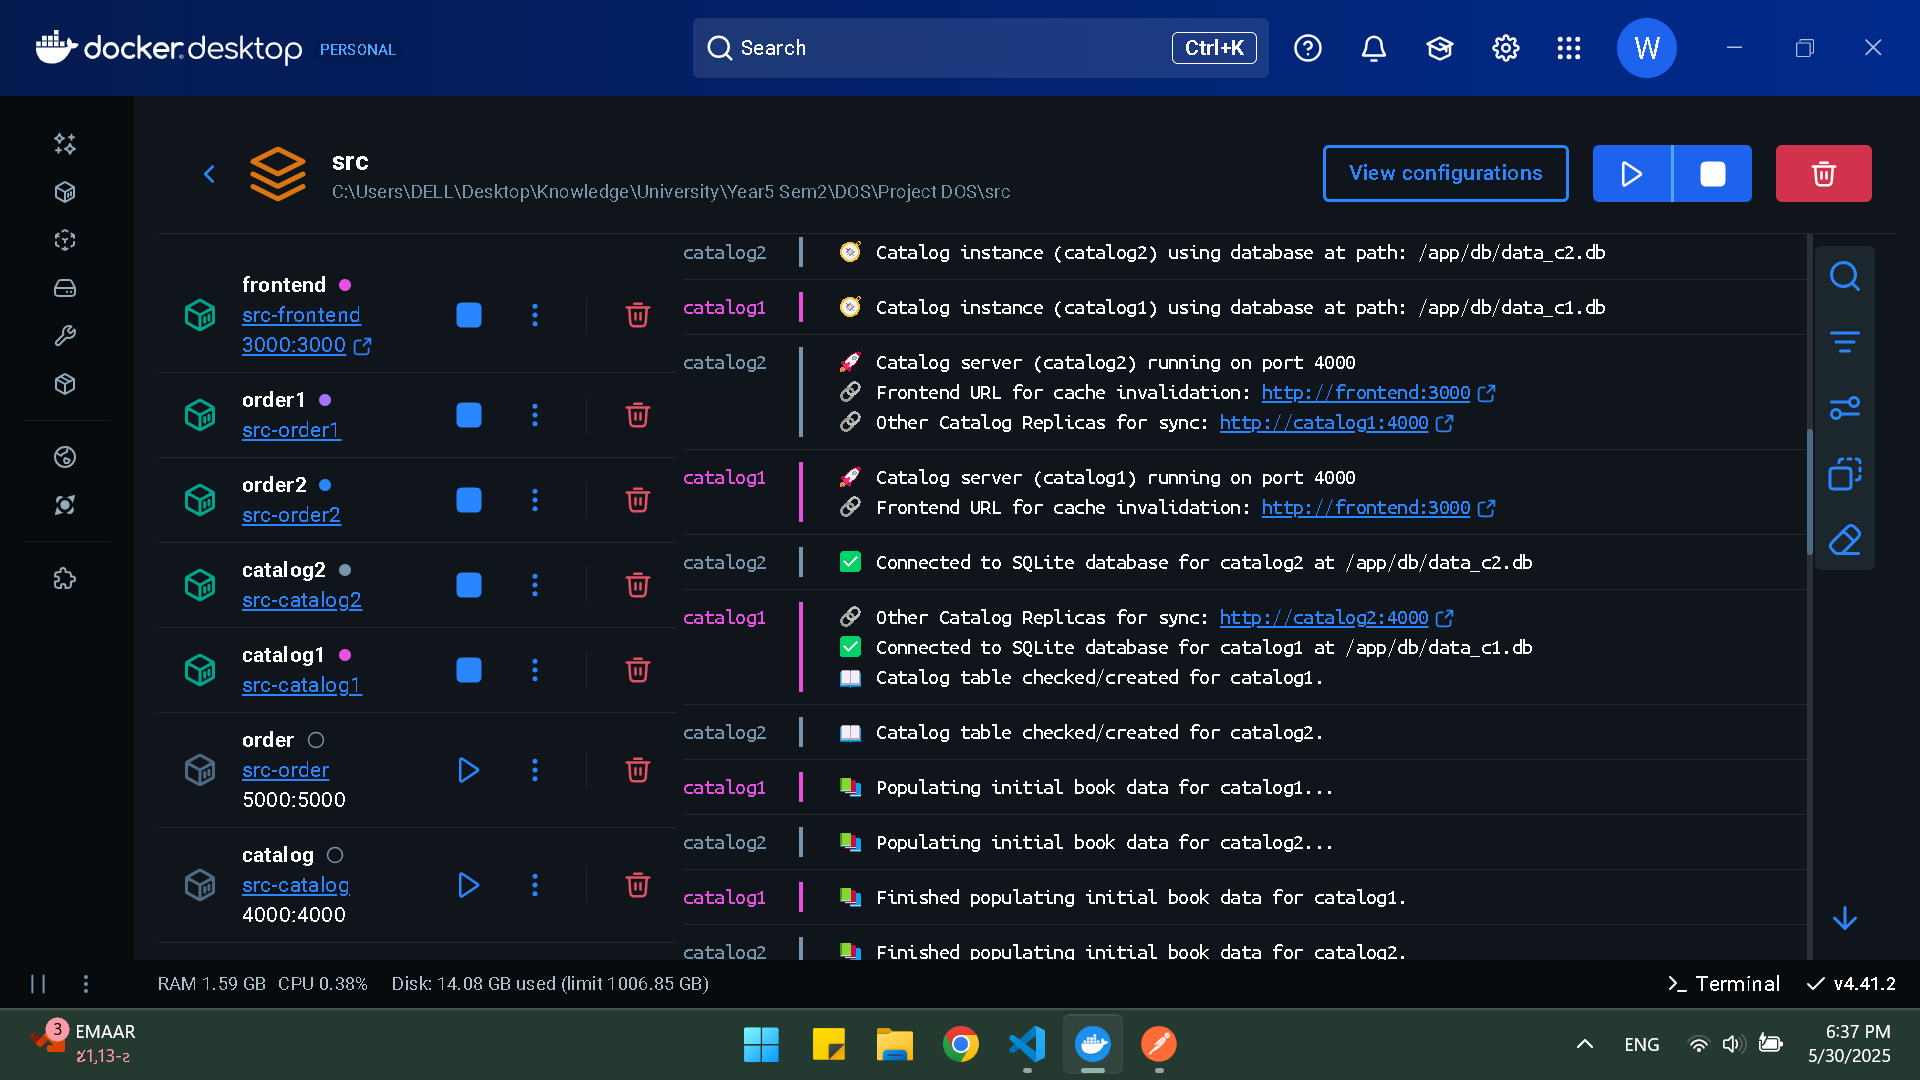 docker.desktop PERSONAL
Search
Ctrl+K
W
src
C:\Users\DELL\Desktop\Knowledge\University\Year5 Sem2\DOS\Project DOS\src
View configurations
frontend
src-frontend
3000:3000
order1
src-order1
order2
src-order2
catalog2
src-catalog2
catalog1
src-catalog1
order
src-order
5000:5000
catalog
src-catalog
4000:4000
catalog2 Catalog instance (catalog2) using database at path: /app/db/data_c2.db
catalog1 Catalog instance (catalog1) using database at path: /app/db/data_c1.db
catalog2 Catalog server (catalog2) running on port 4000
Frontend URL for cache invalidation: http://frontend:3000
Other Catalog Replicas for sync: http://catalog1:4000
catalog1 Catalog server (catalog1) running on port 4000
Frontend URL for cache invalidation: http://frontend:3000
catalog2 Connected to SQLite database for catalog2 at /app/db/data_c2.db
catalog1 Other Catalog Replicas for sync: http://catalog2:4000
Connected to SQLite database for catalog1 at /app/db/data_c1.db
Catalog table checked/created for catalog1.
catalog2 Catalog table checked/created for catalog2.
catalog1 Populating initial book data for catalog1...
catalog2 Populating initial book data for catalog2...
catalog1 Finished populating initial book data for catalog1.
catalog2 Finished populating initial book data for catalog2.
RAM 1.59 GB CPU 0.38% Disk: 14.08 GB used (limit 1006.85 GB)
Terminal
v4.41.2
3
EMAAR
ENG
6:37 PM
5/30/2025